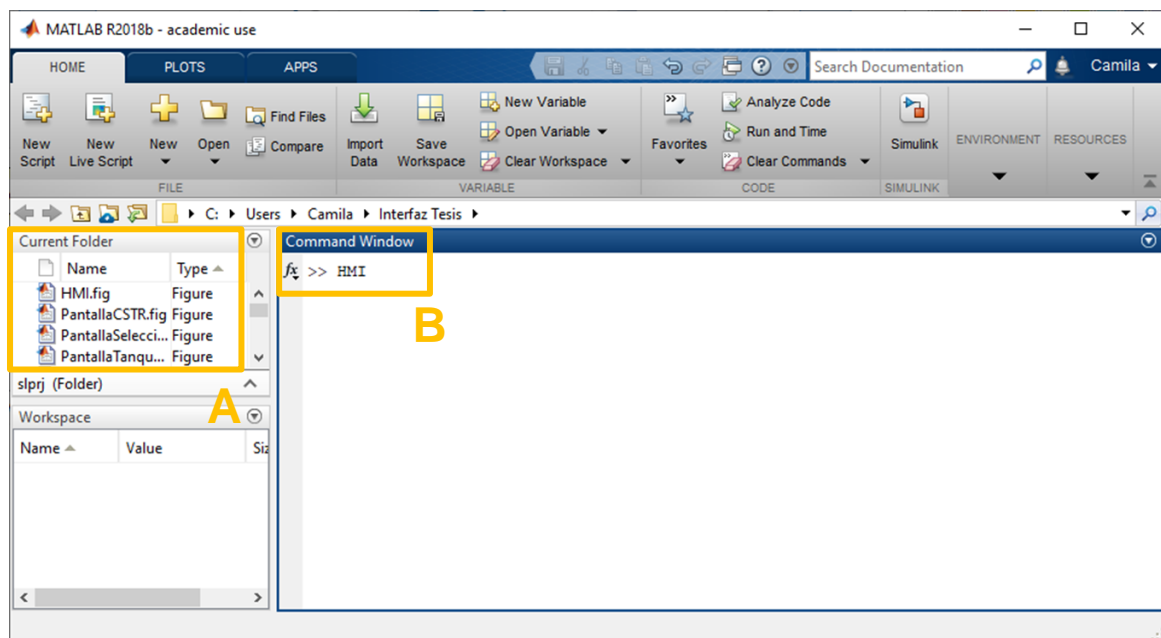 MATLAB R2018b - academic use
HOME PLOTS APPS Search Documentation Camila
New Script
New Live Script
New
Open
Find Files
Compare
Import Data
Save Workspace
New Variable
Open Variable
Clear Workspace
Favorites
Analyze Code
Run and Time
Clear Commands
Simulink
ENVIRONMENT
RESOURCES
FILE VARIABLE CODE SIMULINK
C: Users Camila Interfaz Tesis
Current Folder
Name Type
HMI.fig Figure
PantallaCSTR.fig Figure
PantallaSelecci... Figure
PantallaTanqu... Figure
slprj (Folder)
A
Workspace
Name Value Siz
Command Window
fx >> HMI
B